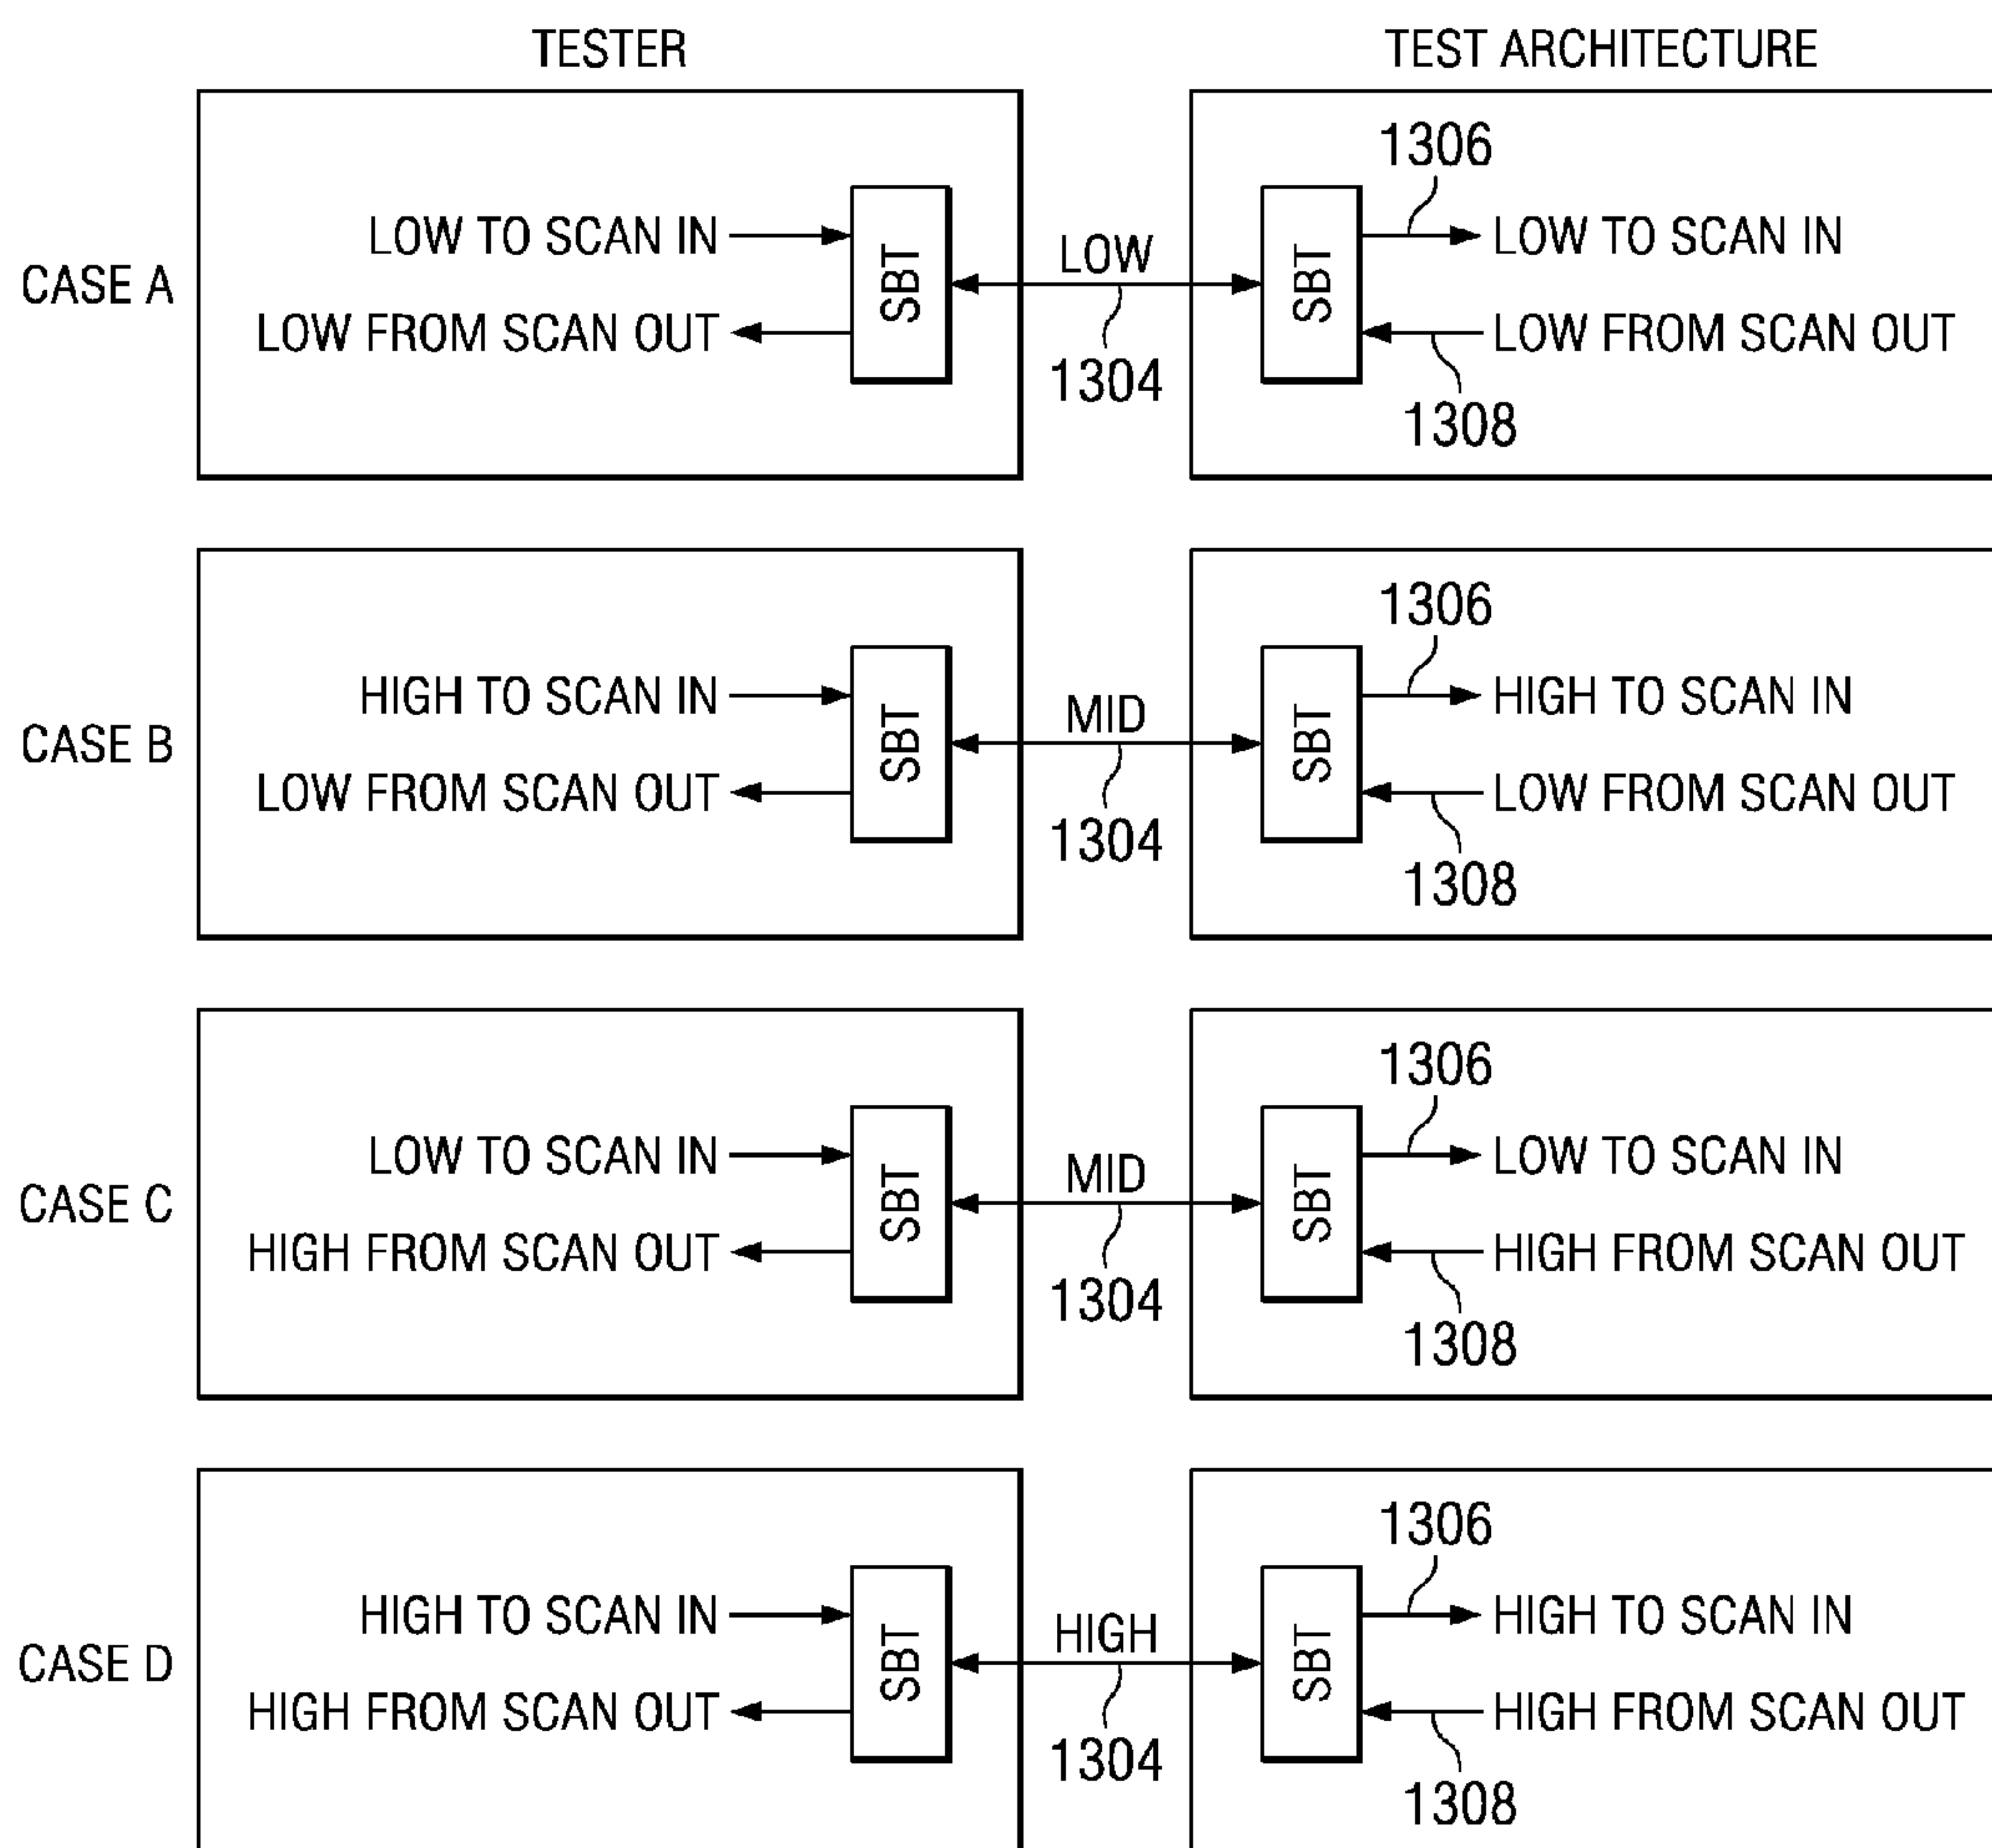 TESTER
TEST ARCHITECTURE
CASE A
LOW TO SCAN IN
LOW FROM SCAN OUT
SBT
LOW
1304
SBT
1306
LOW TO SCAN IN
LOW FROM SCAN OUT
1308
CASE B
HIGH TO SCAN IN
LOW FROM SCAN OUT
SBT
MID
1304
SBT
1306
HIGH TO SCAN IN
LOW FROM SCAN OUT
1308
CASE C
LOW TO SCAN IN
HIGH FROM SCAN OUT
SBT
MID
1304
SBT
1306
LOW TO SCAN IN
HIGH FROM SCAN OUT
1308
CASE D
HIGH TO SCAN IN
HIGH FROM SCAN OUT
SBT
HIGH
1304
SBT
1306
HIGH TO SCAN IN
HIGH FROM SCAN OUT
1308